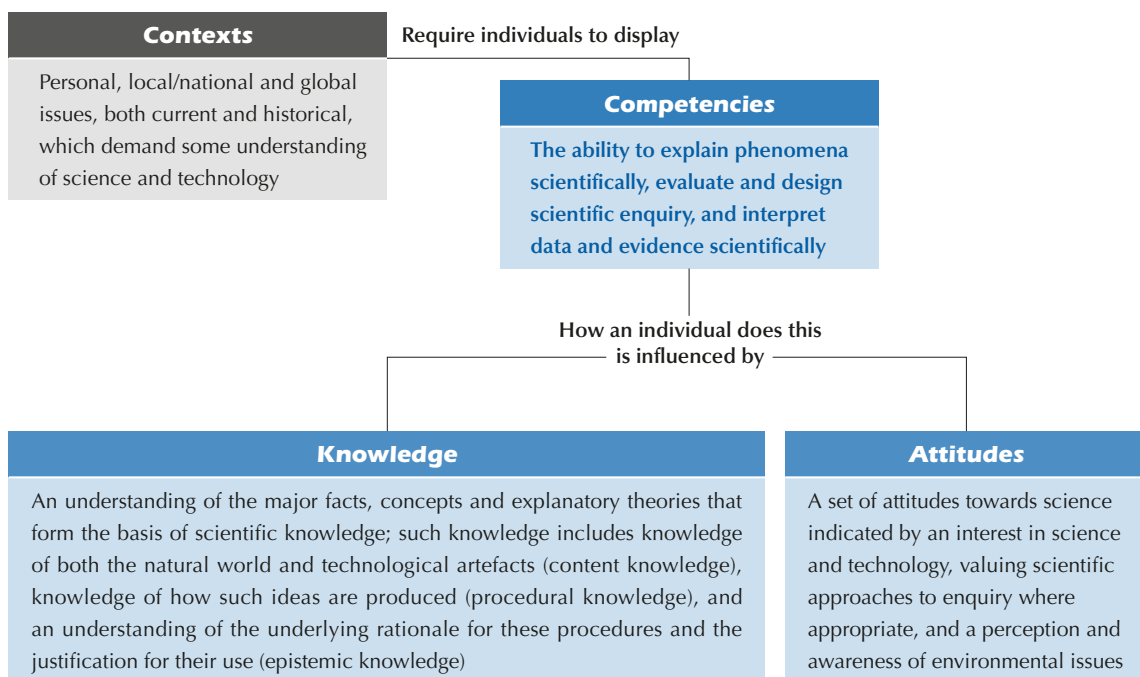 Contexts
Require individuals to display
Personal, local/national and global
issues, both current and historical,
which demand some understanding
of science and technology
Competencies
The ability to explain phenomena
scientifically, evaluate and design
scientific enquiry, and interpret
data and evidence scientifically
How an individual does this
is influenced by
Knowledge
An understanding of the major facts, concepts and explanatory theories that
form the basis of scientific knowledge; such knowledge includes knowledge
of both the natural world and technological artefacts (content knowledge),
knowledge of how such ideas are produced (procedural knowledge), and
an understanding of the underlying rationale for these procedures and the
justification for their use (epistemic knowledge)
Attitudes
A set of attitudes towards science
indicated by an interest in science
and technology, valuing scientific
approaches to enquiry where
appropriate, and a perception and
awareness of environmental issues